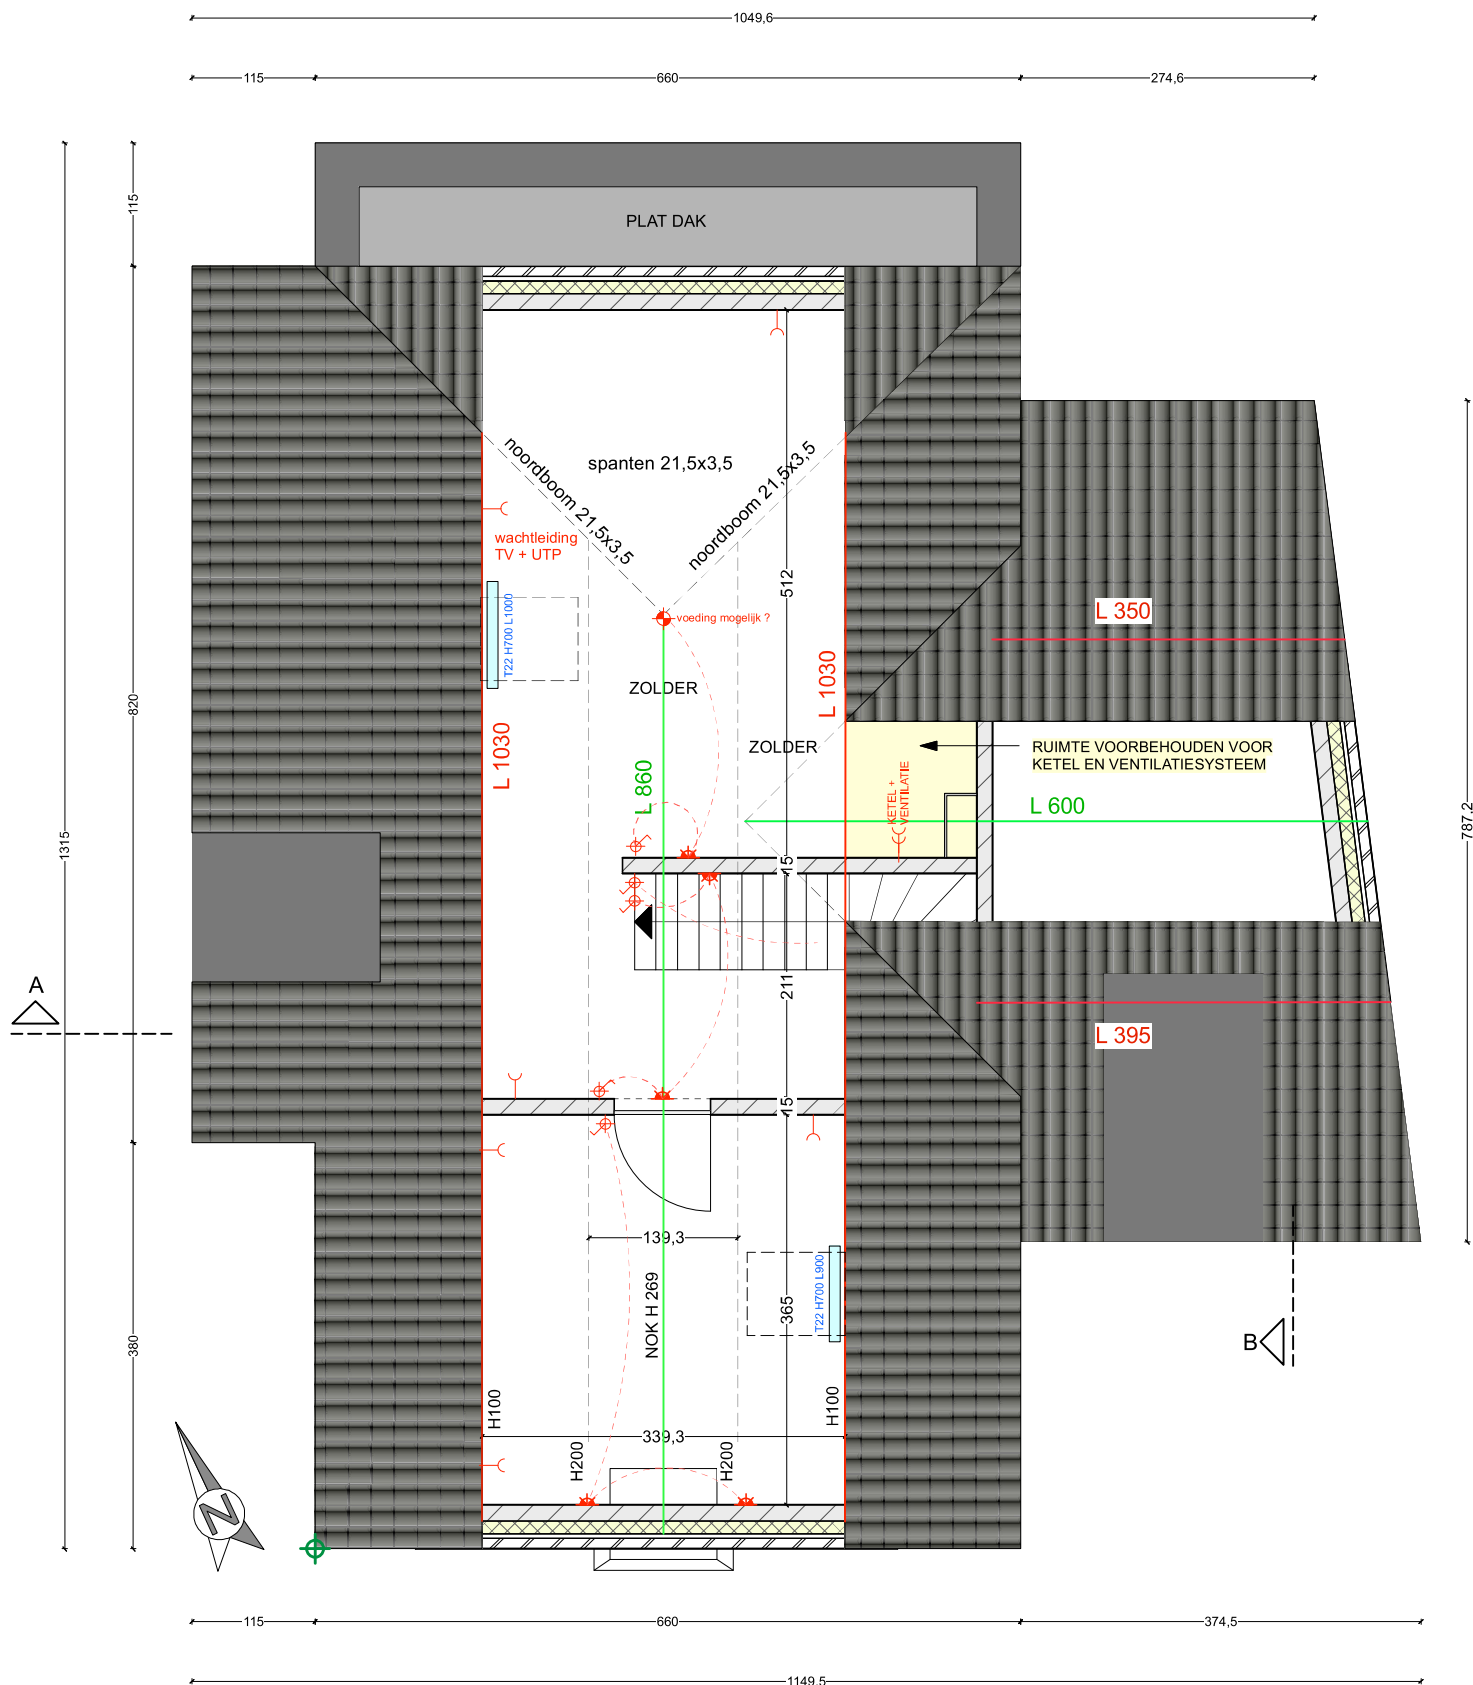 1049,6
115
660
274,6
115
PLAT DAK
noordboom 21,5x3,5
spanten 21,5x3,5
noordboom 21,5x3,5
wachtleiding
TV + UTP
512
T22 H700 L1000
voeding mogelijk ?
L 350
ZOLDER
L 1030
820
L 1030
ZOLDER
RUIMTE VOORBEHOUDEN VOOR
KETEL EN VENTILATIESYSTEEM
L 860
KETEL +
VENTILATIE
L 600
787,2
1315
15
A
211
L 395
15
139,3
T22 H700 L900
NOK H 269
365
380
B
H100
H100
339,3
H200
H200
N
115
660
374,5
1149,5